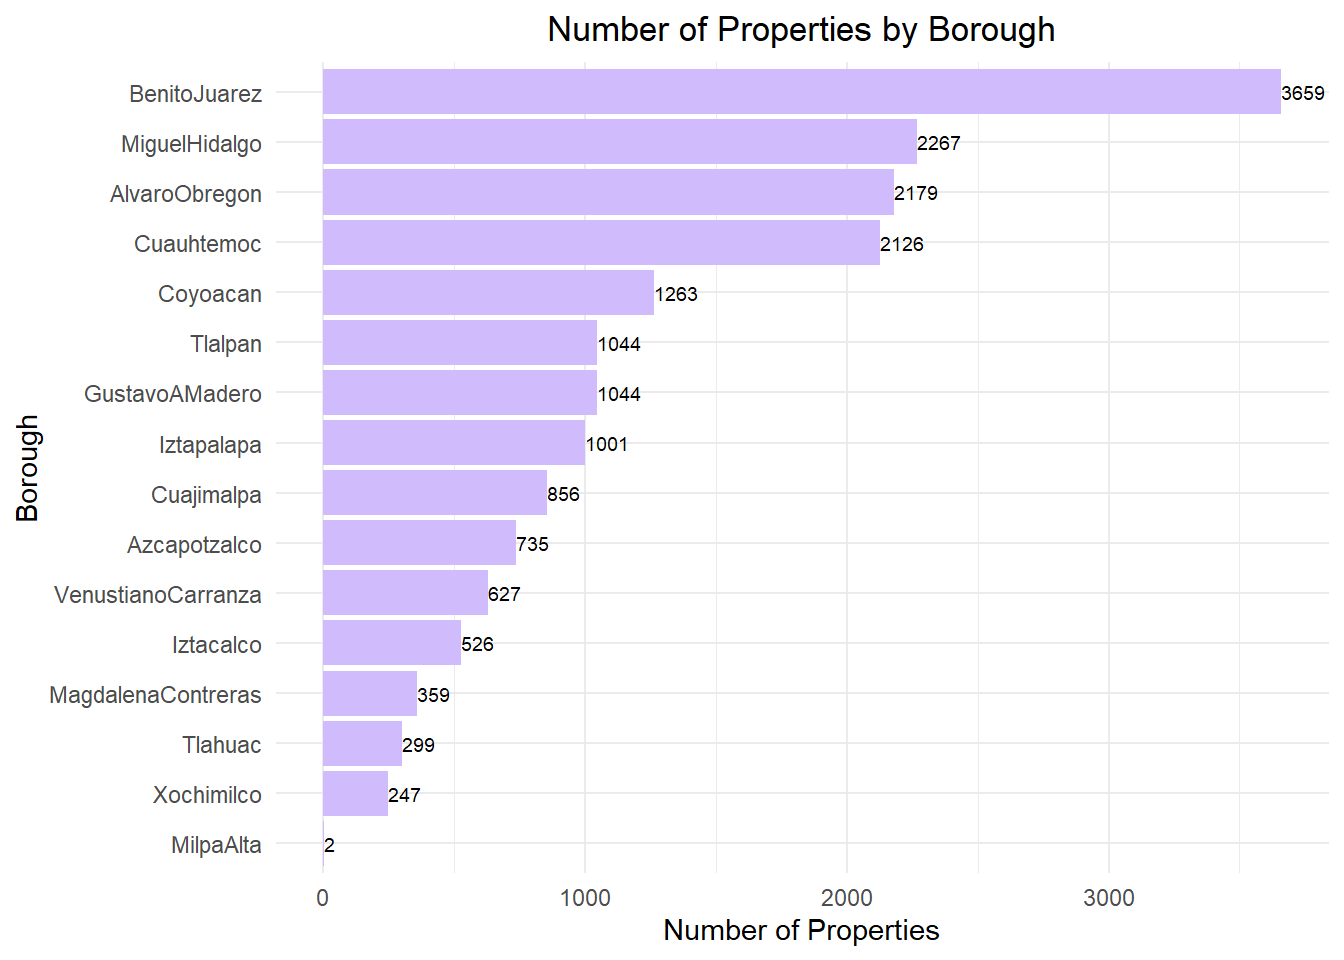 Number of Properties by Borough
BenitoJuarez 3659
MiguelHidalgo 2267
AlvaroObregon 2179
Cuauhtemoc 2126
Coyoacan 1263
Tlalpan 1044
GustavoAMadero 1044
Iztapalapa 1001
Cuajimalpa 856
Azcapotzalco 735
VenustianoCarranza 627
Iztacalco 526
MagdalenaContreras 359
Tlahuac 299
Xochimilco 247
MilpaAlta 2
0 1000 2000 3000
Number of Properties
Borough